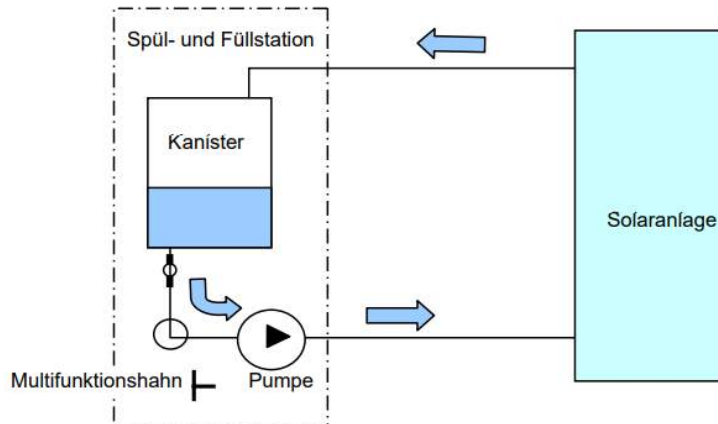 Spül- und Füllstation
Kanister
Solaranlage
Multifunktionshahn
Pumpe